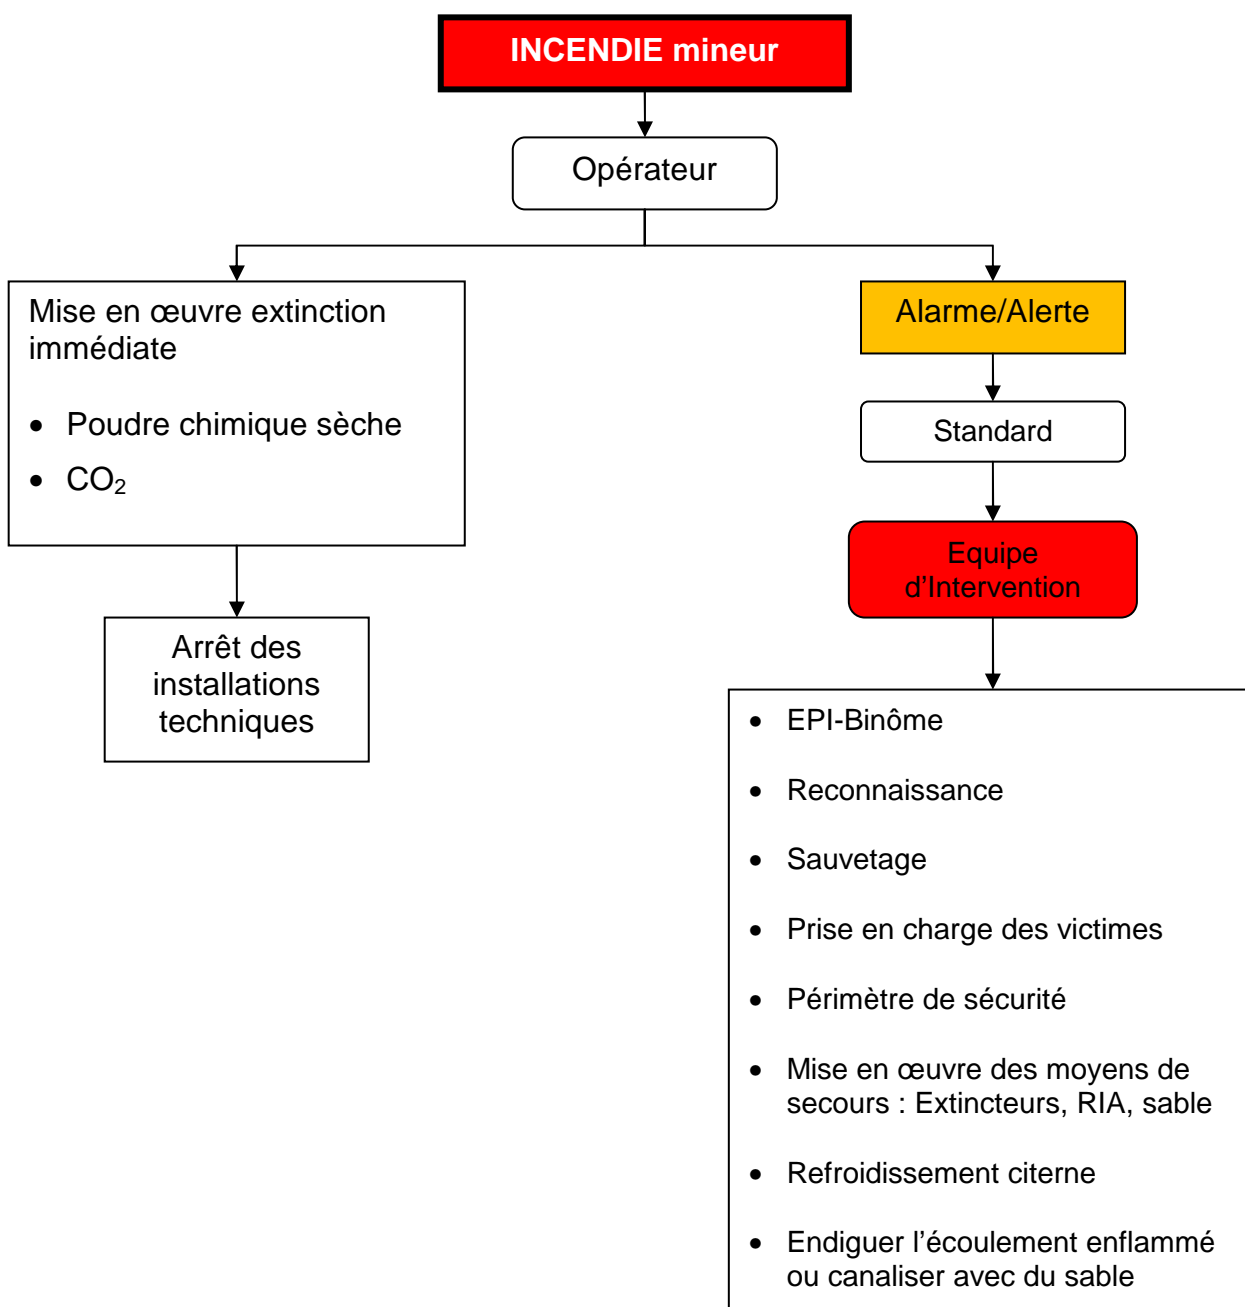 INCENDIE mineur
Opérateur
Mise en œuvre extinction
immédiate
• Poudre chimique sèche
• CO₂
Arrêt des
installations
techniques
Alarme/Alerte
Standard
Equipe
d’Intervention
• EPI-Binôme
• Reconnaissance
• Sauvetage
• Prise en charge des victimes
• Périmètre de sécurité
• Mise en œuvre des moyens de
secours : Extincteurs, RIA, sable
• Refroidissement citerne
• Endiguer l’écoulement enflammé
ou canaliser avec du sable